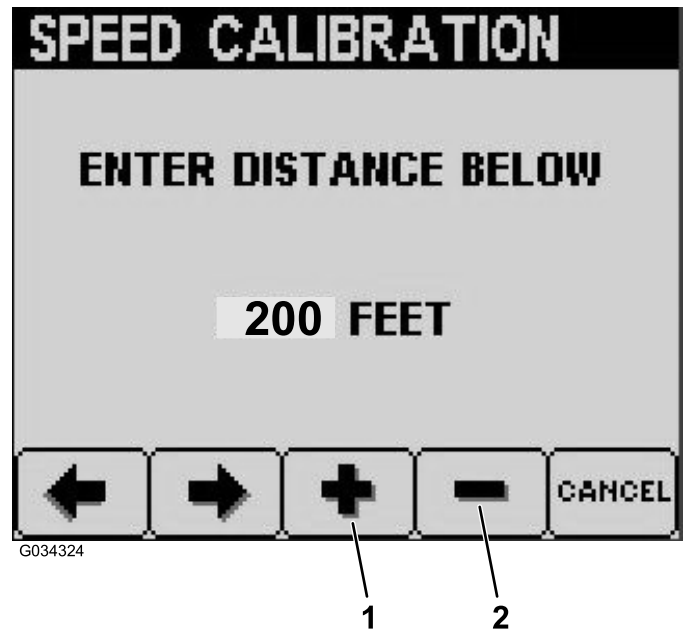 SPEED CALIBRATION
ENTER DISTANCE BELOW
200 FEET
CANCEL
G034324
1 2